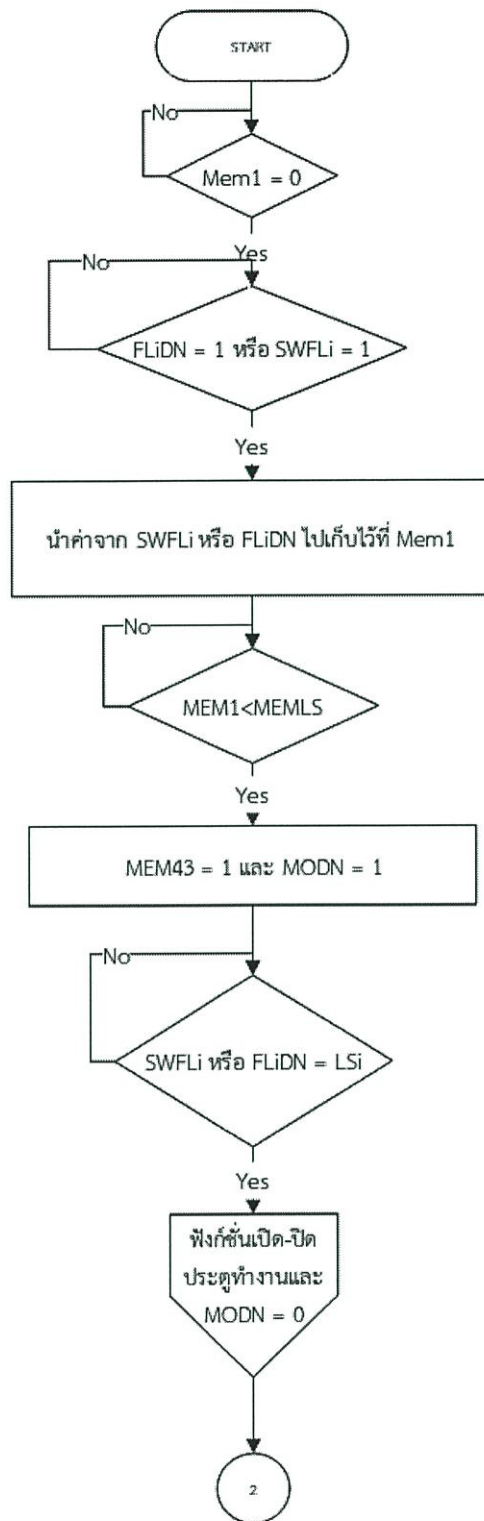 START
No
Mem1 = 0
Yes
No
FLiDN = 1 หรือ SWFLi = 1
Yes
นำค่าจาก SWFLi หรือ FLiDN ไปเก็บไว้ที่ Mem1
No
MEM1<MEMLS
Yes
MEM43 = 1 และ MODN = 1
No
SWFLi หรือ FLiDN = LSi
Yes
ฟังก์ชั่นเปิด-ปิด
ประตูทำงานและ
MODN = 0
2